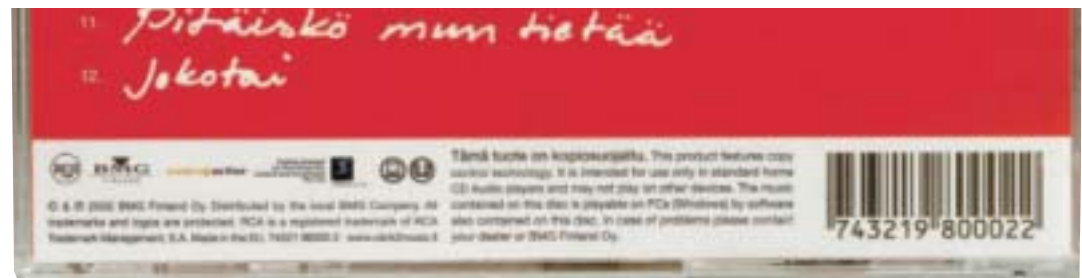 11. Pitäiskö mun tietää
12. Jokotai
RCA BMG
Tämä tuote on kopiosuojattu. This product features copy
control technology. It is intended for use only in standard home
CD Audio players and may not play on other devices. The music
contained on this disc is playable on PCs (Windows) by software
also contained on this disc. In case of problems please contact
your dealer or BMG Finland Oy.
BMG Finland Oy. Distributed by the local BMG Company. All
trademarks and logos are protected. RCA is a registered trademark of RCA
Trademark Management, S.A. Made in the EU.
743219 800022